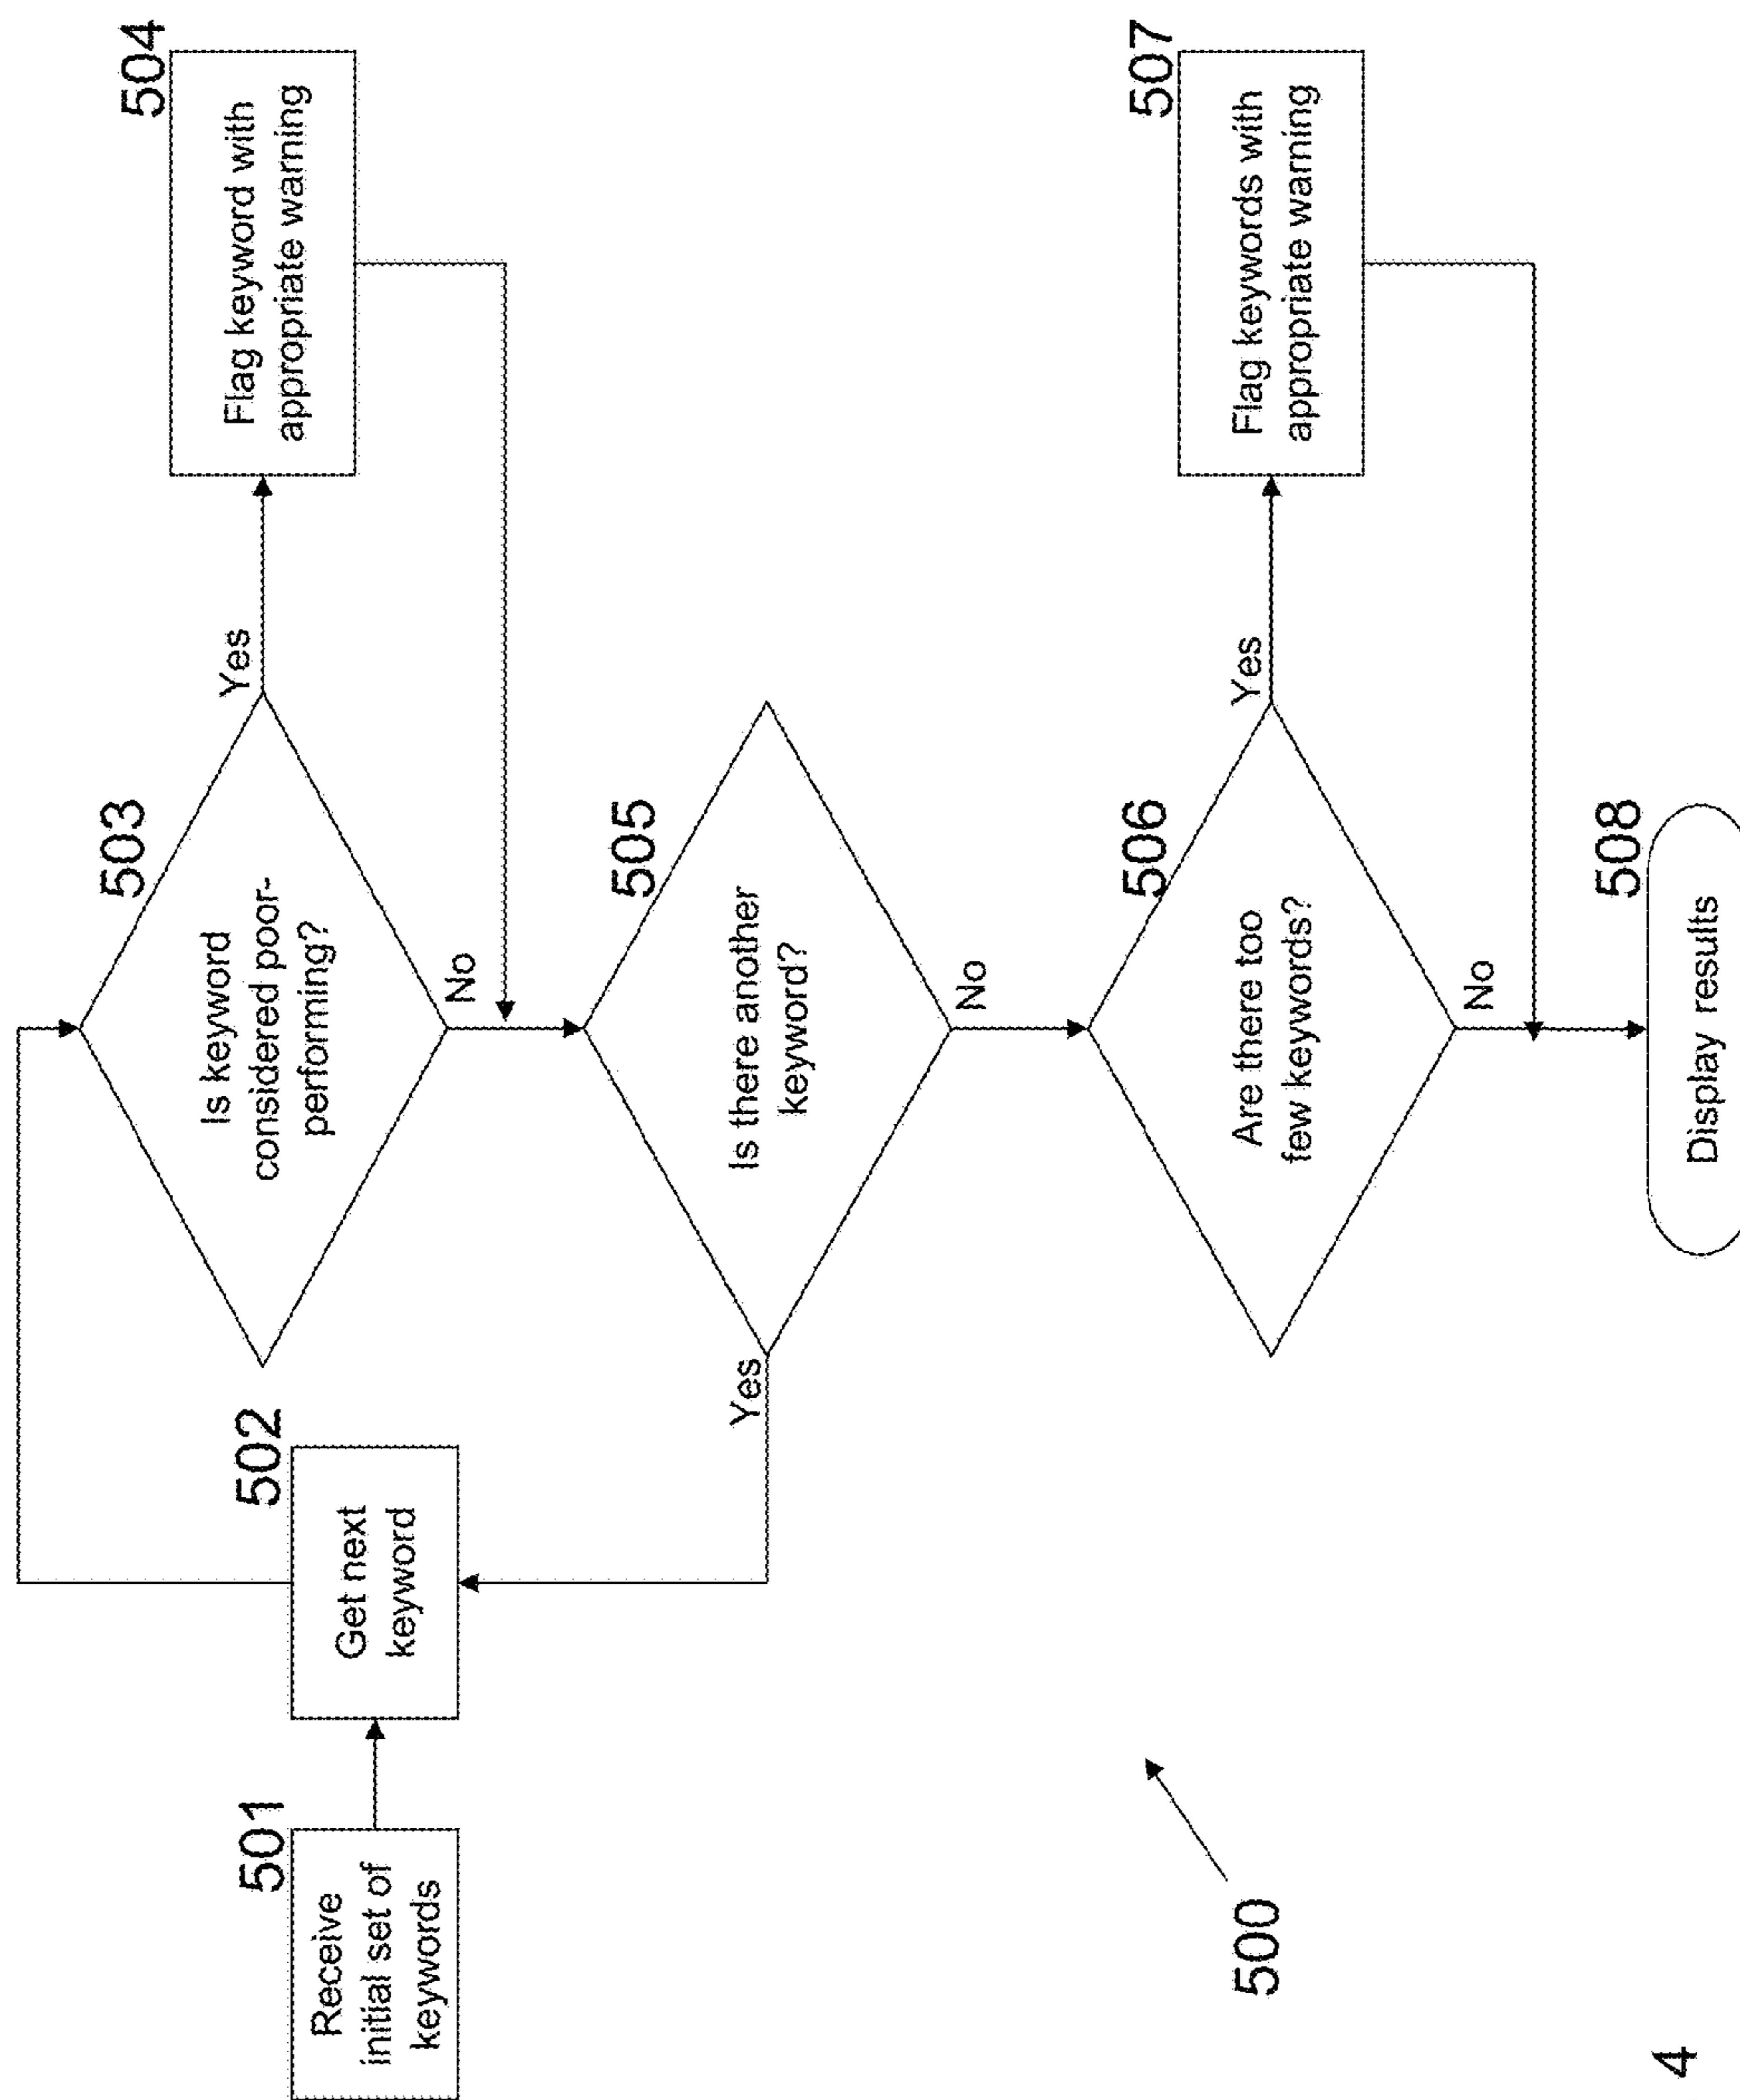 501
Receive
initial set of
keywords
502
Get next
keyword
503
Is keyword
considered poor-
performing?
Yes
No
504
Flag keyword with
appropriate warning
505
Is there another
keyword?
Yes
No
506
Are there too
few keywords?
Yes
No
507
Flag keywords with
appropriate warning
508
Display results
500
4